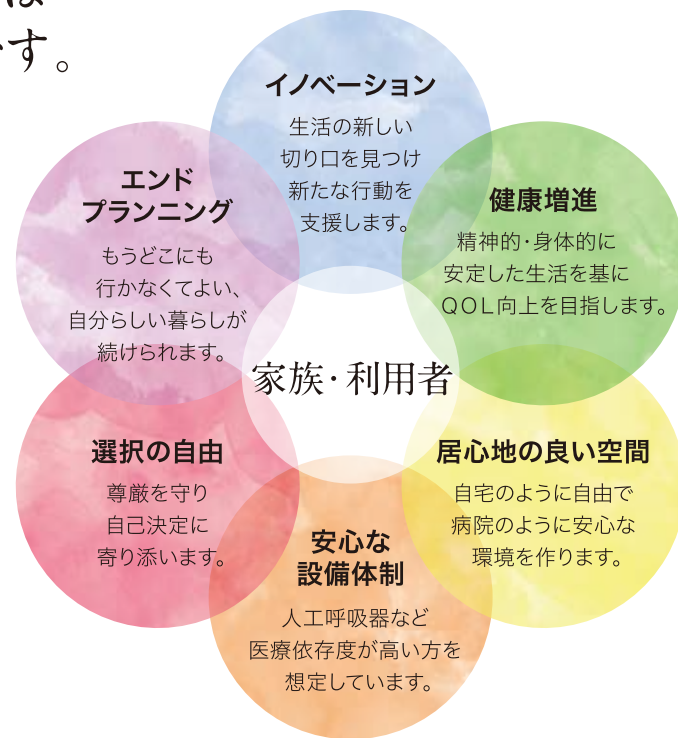 は
す。
イノベーション
生活の新しい
切り口を見つけ
新たな行動を
支援します。
健康増進
精神的・身体的に
安定した生活を基に
QOL向上を目指します。
居心地の良い空間
自宅のように自由で
病院のように安心な
環境を作ります。
安心な
設備体制
人工呼吸器など
医療依存度が高い方を
想定しています。
選択の自由
尊厳を守り
自己決定に
寄り添います。
エンド
プランニング
もうどこにも
行かなくてよい、
自分らしい暮らしが
続けられます。
家族・利用者